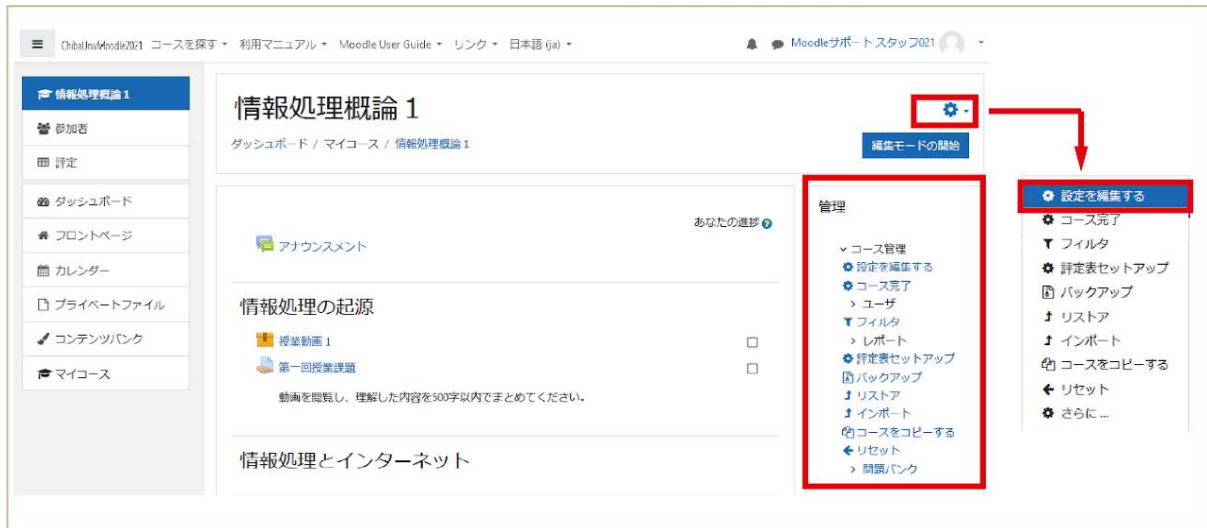 ChibaUnivMoodle2021 コースを探す 利用マニュアル Moodle User Guide リンク 日本語 (ja) Moodleサポート スタッフ021
情報処理概論1
参加者
評定
ダッシュボード
フロントページ
カレンダー
プライベートファイル
コンテンツバンク
マイコース
情報処理概論1
ダッシュボード / マイコース / 情報処理概論1
編集モードの開始
あなたの進捗
アナウンスメント
情報処理の起源
授業動画1
第一回授業課題
動画を閲覧し、理解した内容を500字以内でまとめてください。
情報処理とインターネット
管理
コース管理
設定を編集する
コース完了
ユーザ
フィルタ
レポート
評定表セットアップ
バックアップ
リストア
インポート
コースをコピーする
リセット
問題バンク
設定を編集する
コース完了
フィルタ
評定表セットアップ
バックアップ
リストア
インポート
コースをコピーする
リセット
さらに ...